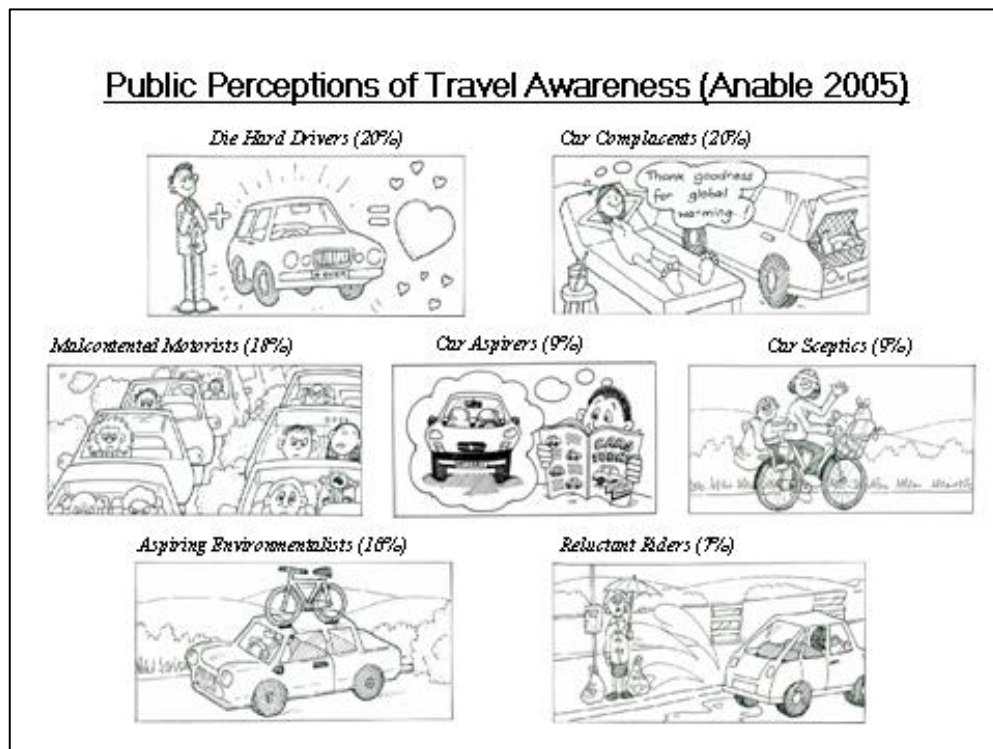 Public Perceptions of Travel Awareness (Anable 2005)
Die Hard Drivers (20%)
Car Complacents (20%)
Thank goodness
for global
warming..!
Malcontented Motorists (18%)
Car Aspirers (9%)
Car Sceptics (9%)
CARS
Aspiring Environmentalists
Reluctant Riders (7%)